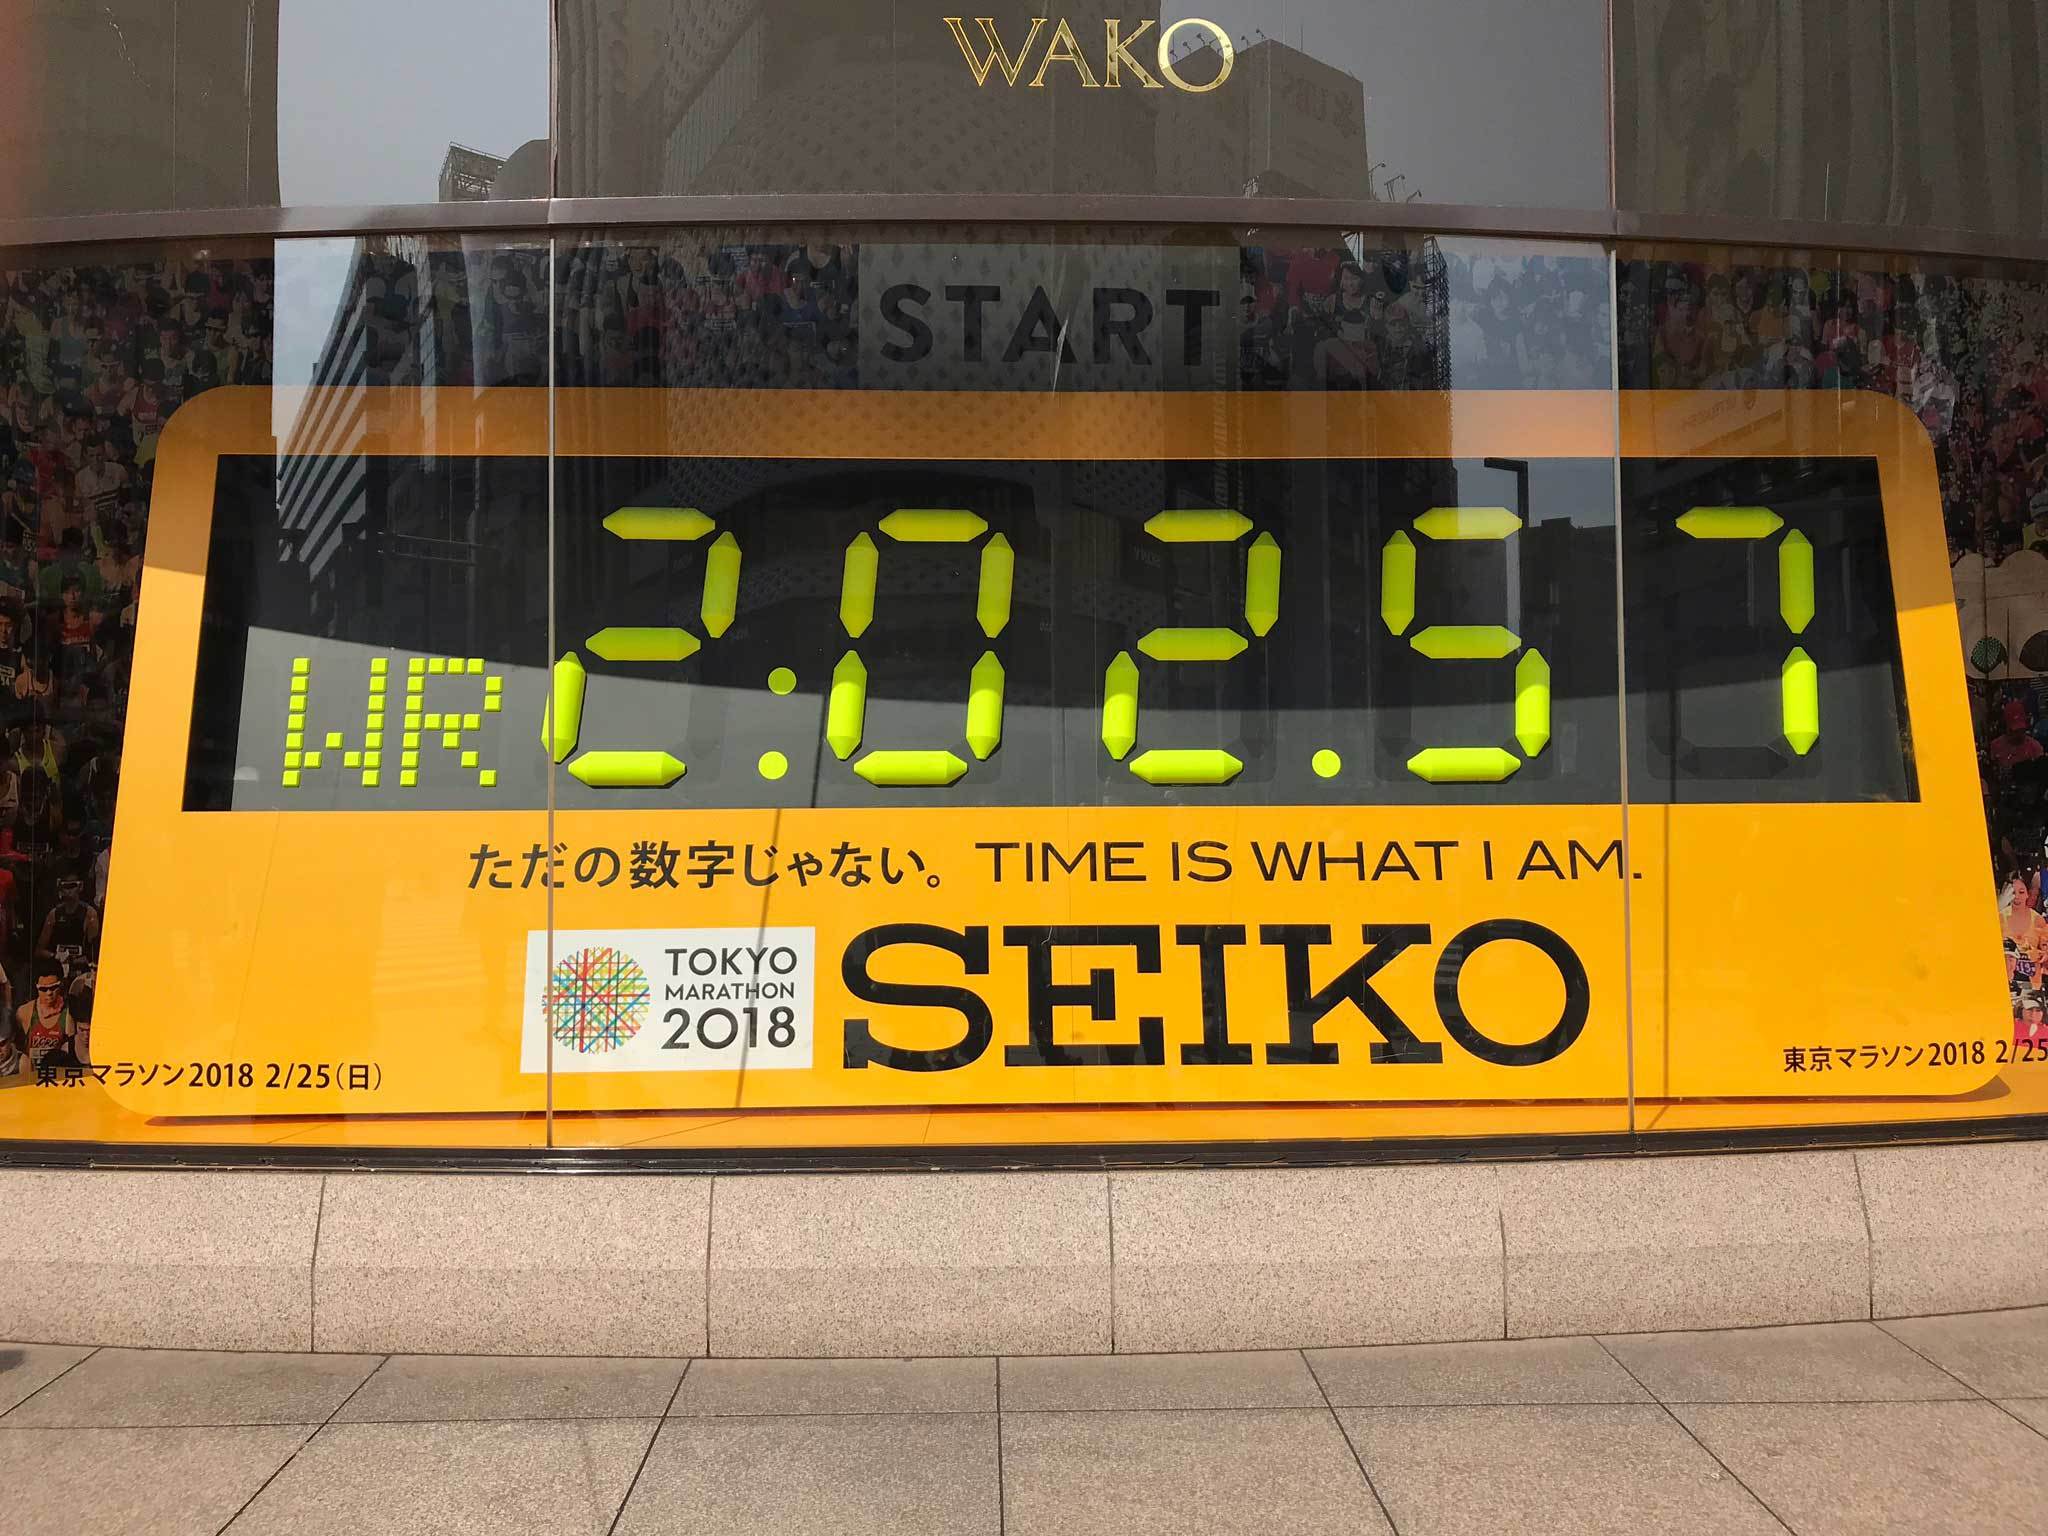 WAKO
START
WR 2:02.57
ただの数字じゃない。 TIME IS WHAT I AM.
TOKYO
MARATHON
2018
SEIKO
東京マラソン2018 2/25(日)
東京マラソン2018 2/25